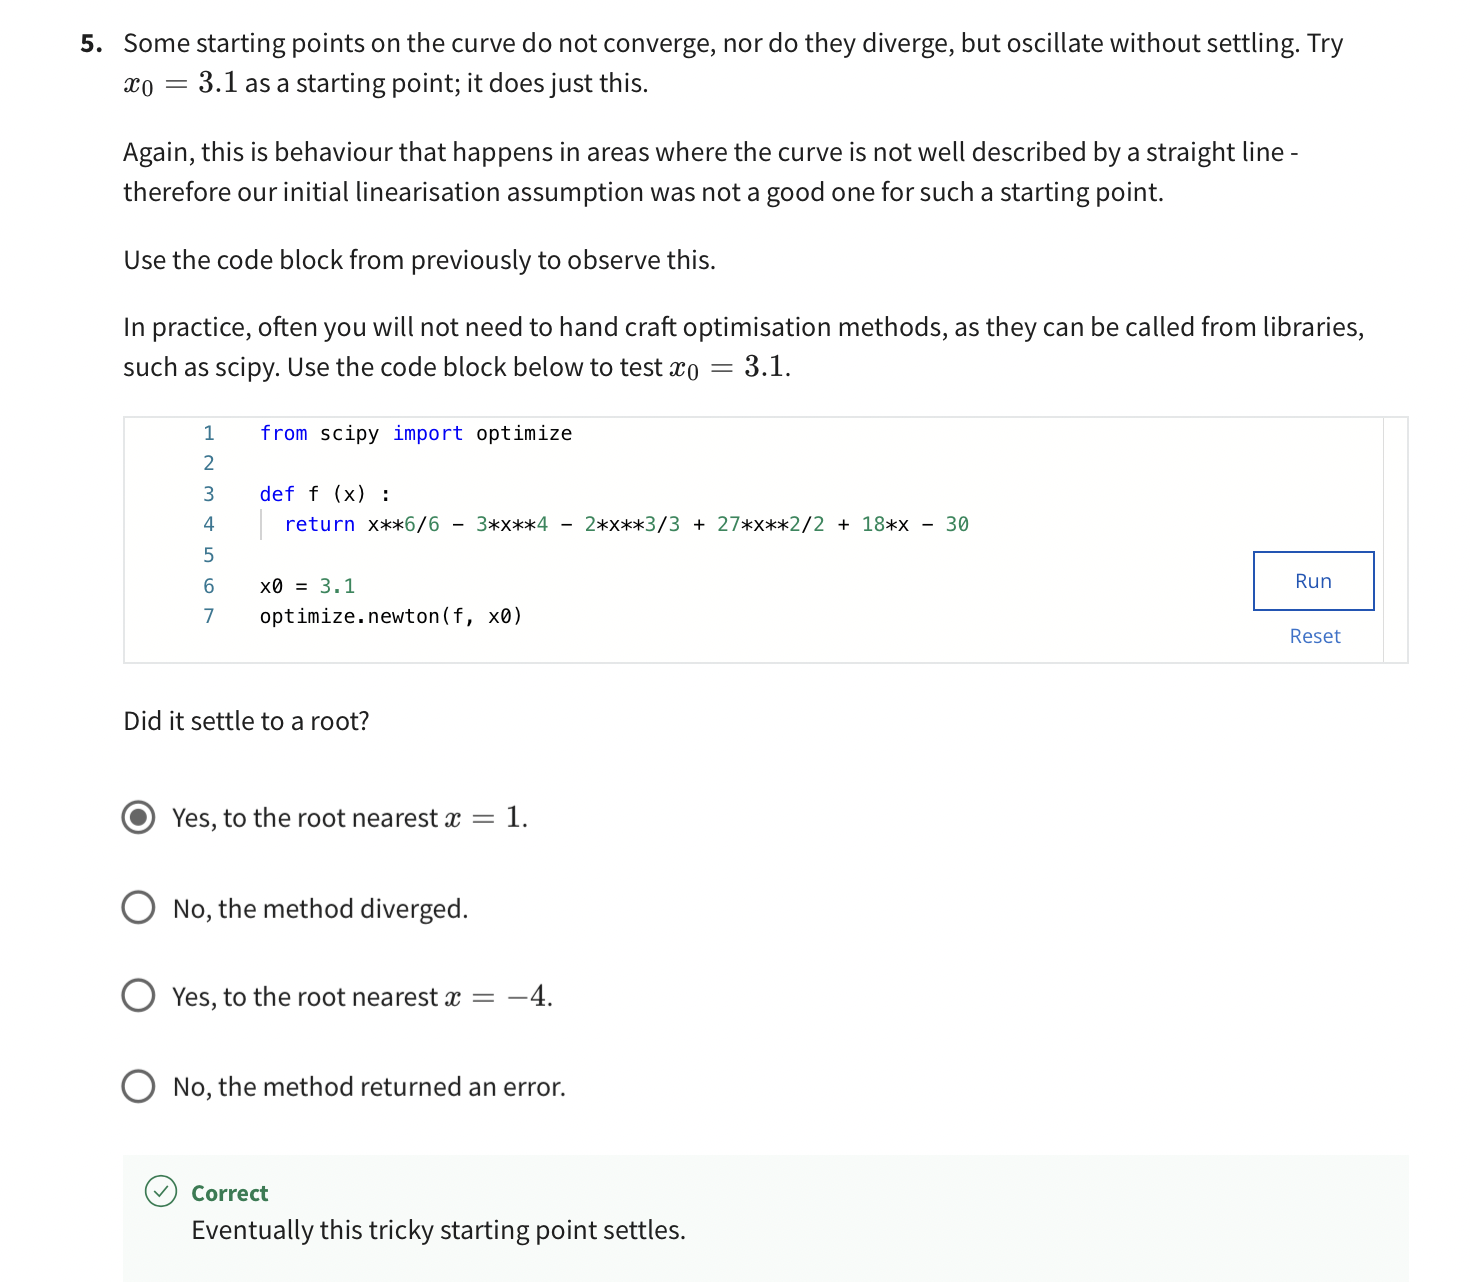 5. Some starting points on the curve do not converge, nor do they diverge, but oscillate without settling. Try
x₀ = 3.1 as a starting point; it does just this.
Again, this is behaviour that happens in areas where the curve is not well described by a straight line -
therefore our initial linearisation assumption was not a good one for such a starting point.
Use the code block from previously to observe this.
In practice, often you will not need to hand craft optimisation methods, as they can be called from libraries,
such as scipy. Use the code block below to test x₀ = 3.1.
1 from scipy import optimize
2
3 def f (x) :
4 return x**6/6 - 3*x**4 - 2*x**3/3 + 27*x**2/2 + 18*x - 30
5
6 x0 = 3.1
7 optimize.newton(f, x0)
Run
Reset
Did it settle to a root?
Yes, to the root nearest x = 1.
No, the method diverged.
Yes, to the root nearest x = −4.
No, the method returned an error.
Correct
Eventually this tricky starting point settles.